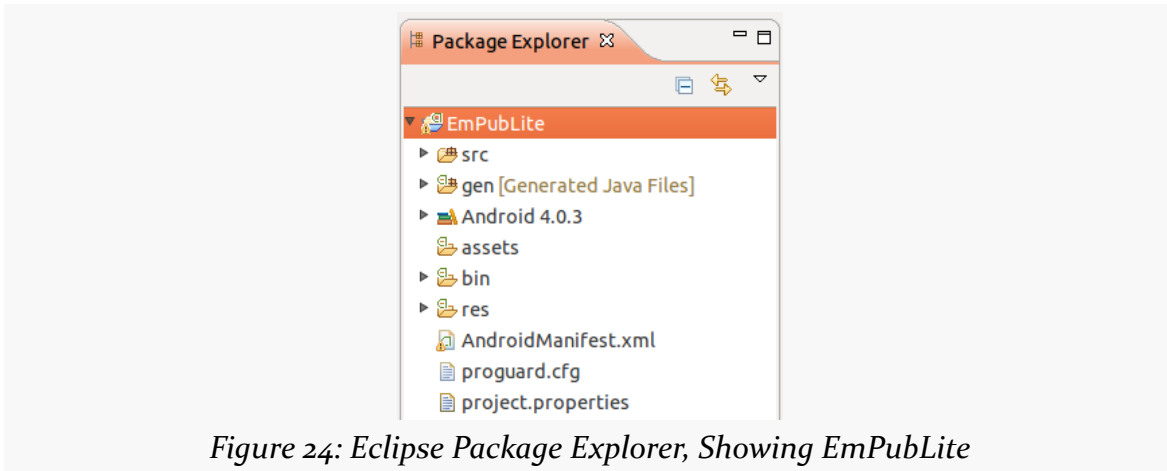 Package Explorer
EmPubLite
src
gen [Generated Java Files]
Android 4.0.3
assets
bin
res
AndroidManifest.xml
proguard.cfg
project.properties
Figure 24: Eclipse Package Explorer, Showing EmPubLite